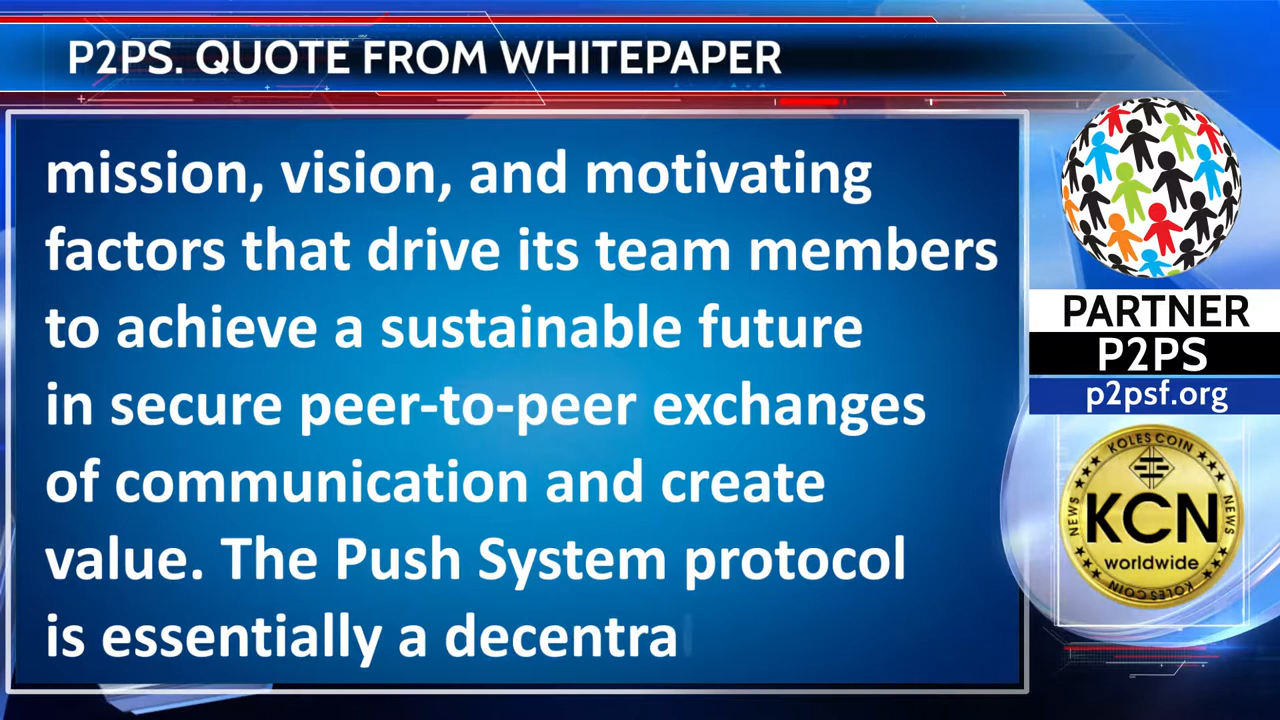 P2PS. QUOTE FROM WHITEPAPER
mission, vision, and motivating
factors that drive its team members
to achieve a sustainable future
in secure peer-to-peer exchanges
of communication and create
value. The Push System protocol
is essentially a decentra
PARTNER
P2PS
p2psf.org
KOLES COIN
NEWS
KCN
NEWS
worldwide
KOLES COIN